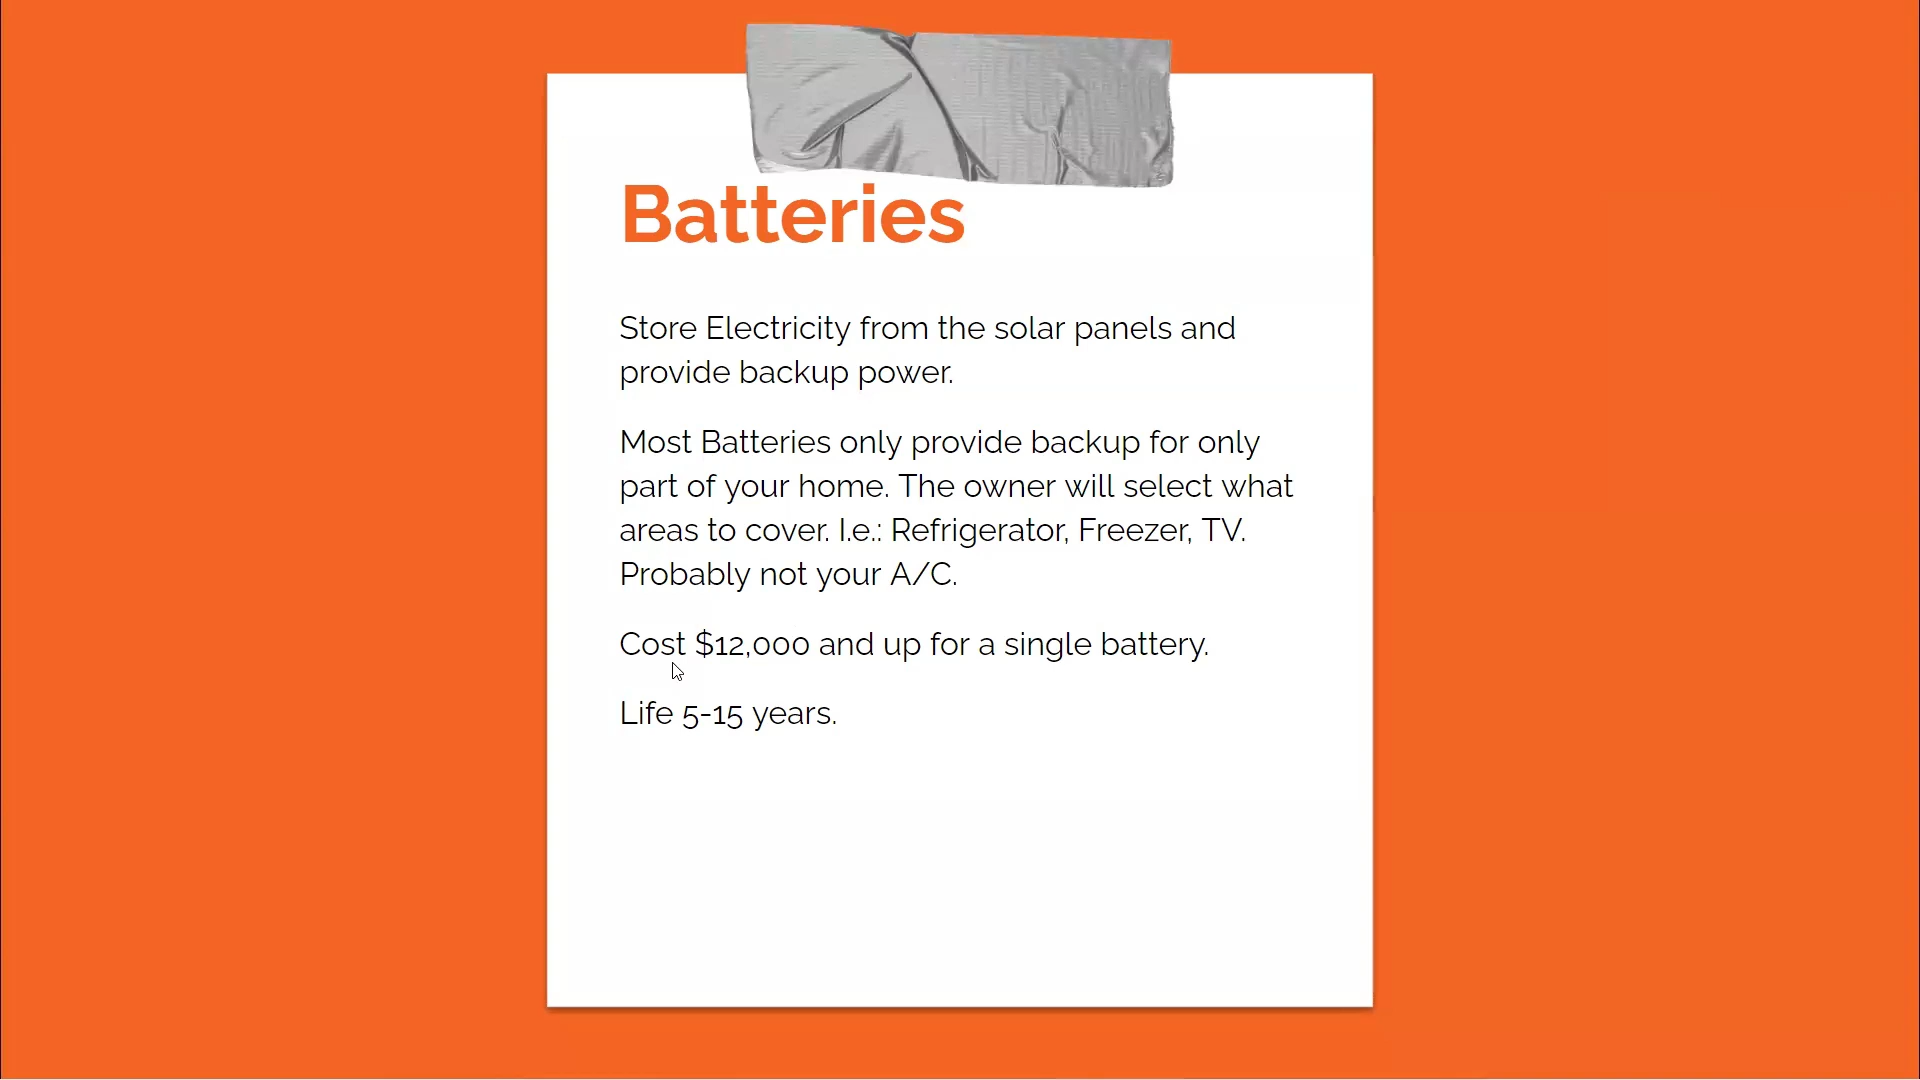 Batteries
Store Electricity from the solar panels and
provide backup power.
Most Batteries only provide backup for only
part of your home. The owner will select what
areas to cover. I.e.: Refrigerator, Freezer, TV.
Probably not your A/C.
Cost $12,000 and up for a single battery.
Life 5-15 years.